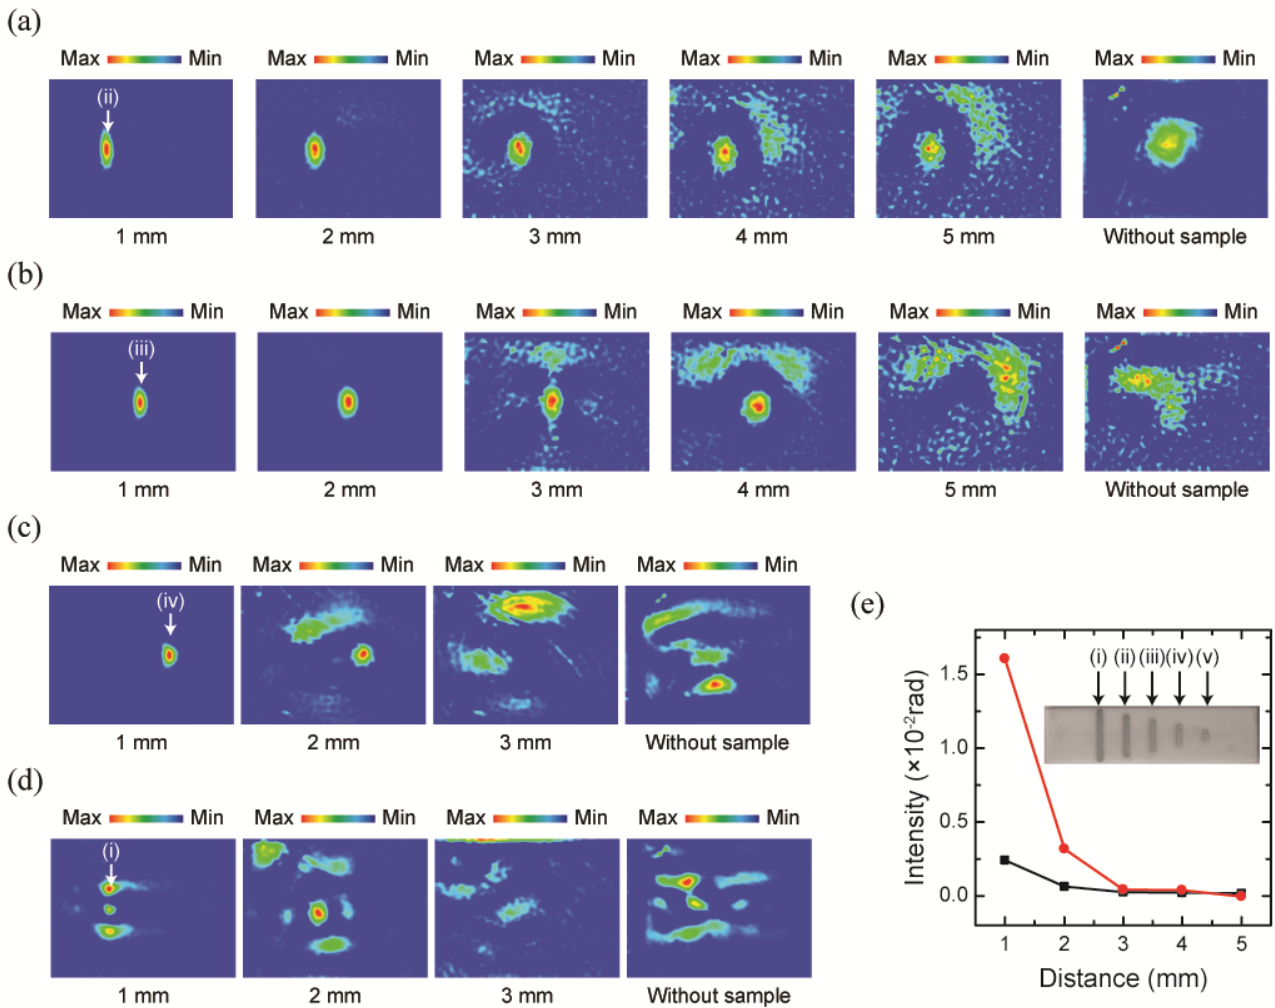 (a)
Max Min Max Min Max Min Max Min Max Min Max Min
(ii)
1 mm 2 mm 3 mm 4 mm 5 mm Without sample
(b)
Max Min Max Min Max Min Max Min Max Min Max Min
(iii)
1 mm 2 mm 3 mm 4 mm 5 mm Without sample
(c)
Max Min Max Min Max Min Max Min
(iv)
1 mm 2 mm 3 mm Without sample
(d)
Max Min Max Min Max Min Max Min
(i)
1 mm 2 mm 3 mm Without sample
(e)
Intensity (×10⁻²rad)
1.5
1.0
0.5
0.0
(i) (ii) (iii) (iv) (v)
1 2 3 4 5
Distance (mm)